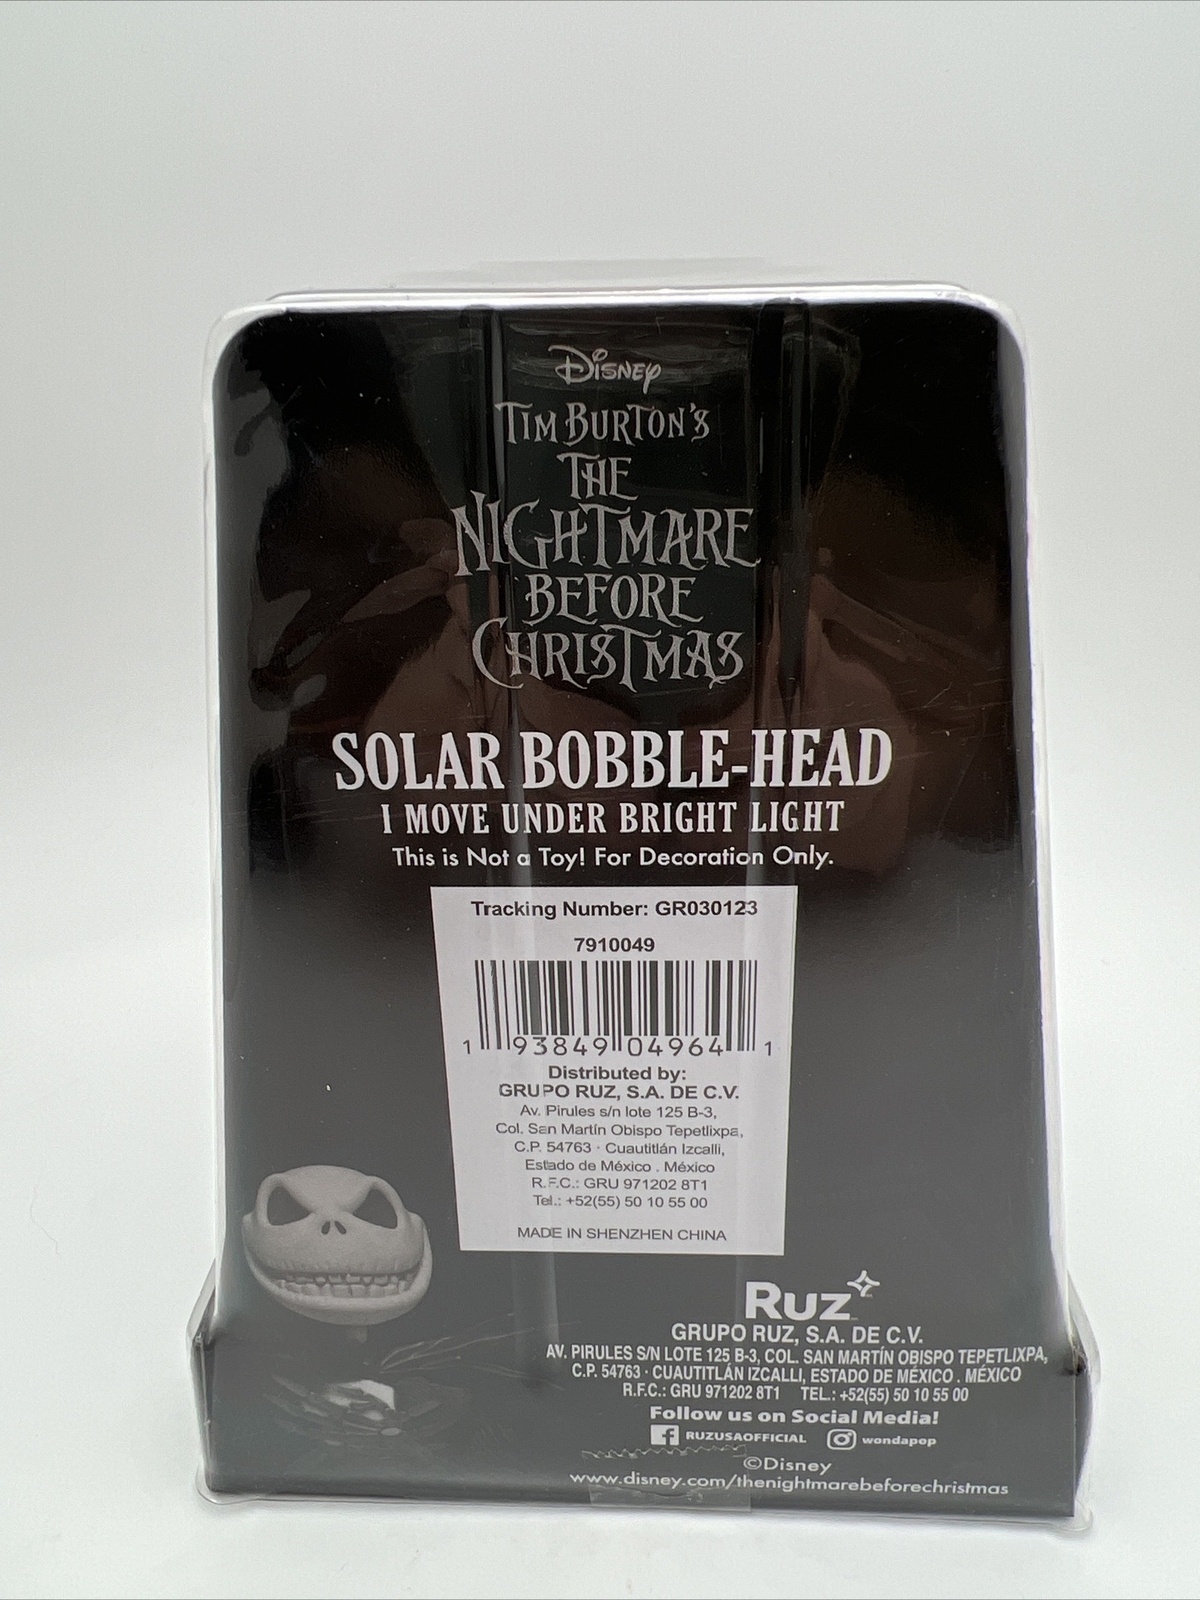 Disney
TIM BURTON'S
THE
NIGHTMARE
BEFORE
CHRISTMAS
SOLAR BOBBLE-HEAD
I MOVE UNDER BRIGHT LIGHT
This is Not a Toy! For Decoration Only.
Tracking Number: GR030123
7910049
1 93849 04964 1
Distributed by:
GRUPO RUZ, S.A. DE C.V.
Av. Pirules s/n lote 125 B-3,
Col. San Martín Obispo Tepetlixpa,
C.P. 54763 · Cuautitlán Izcalli,
Estado de México . México
R.F.C.: GRU 971202 8T1
Tel.: +52(55) 50 10 55 00
MADE IN SHENZHEN CHINA
RUZ
GRUPO RUZ, S.A. DE C.V.
AV. PIRULES S/N LOTE 125 B-3, COL. SAN MARTÍN OBISPO TEPETLIXPA,
C.P. 54763 · CUAUTITLÁN IZCALLI, ESTADO DE MÉXICO . MÉXICO
R.F.C.: GRU 971202 8T1 TEL.: +52(55) 50 10 55 00
Follow us on Social Media!
RUZUSAOFFICIAL wondapop
©Disney
www.disney.com/thenightmarebeforechristmas